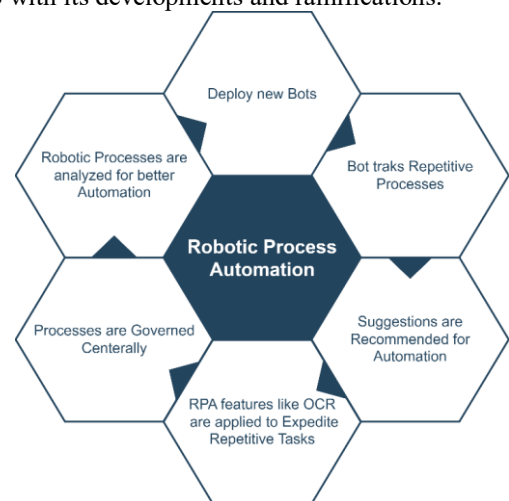 with its developments and ramifications.
Deploy new Bots
Bot traks Repetitive
Processes
Suggestions are
Recommended for
Automation
RPA features like OCR
are applied to Expedite
Repetitive Tasks
Processes are Governed
Centerally
Robotic Processes are
analyzed for better
Automation
Robotic Process
Automation